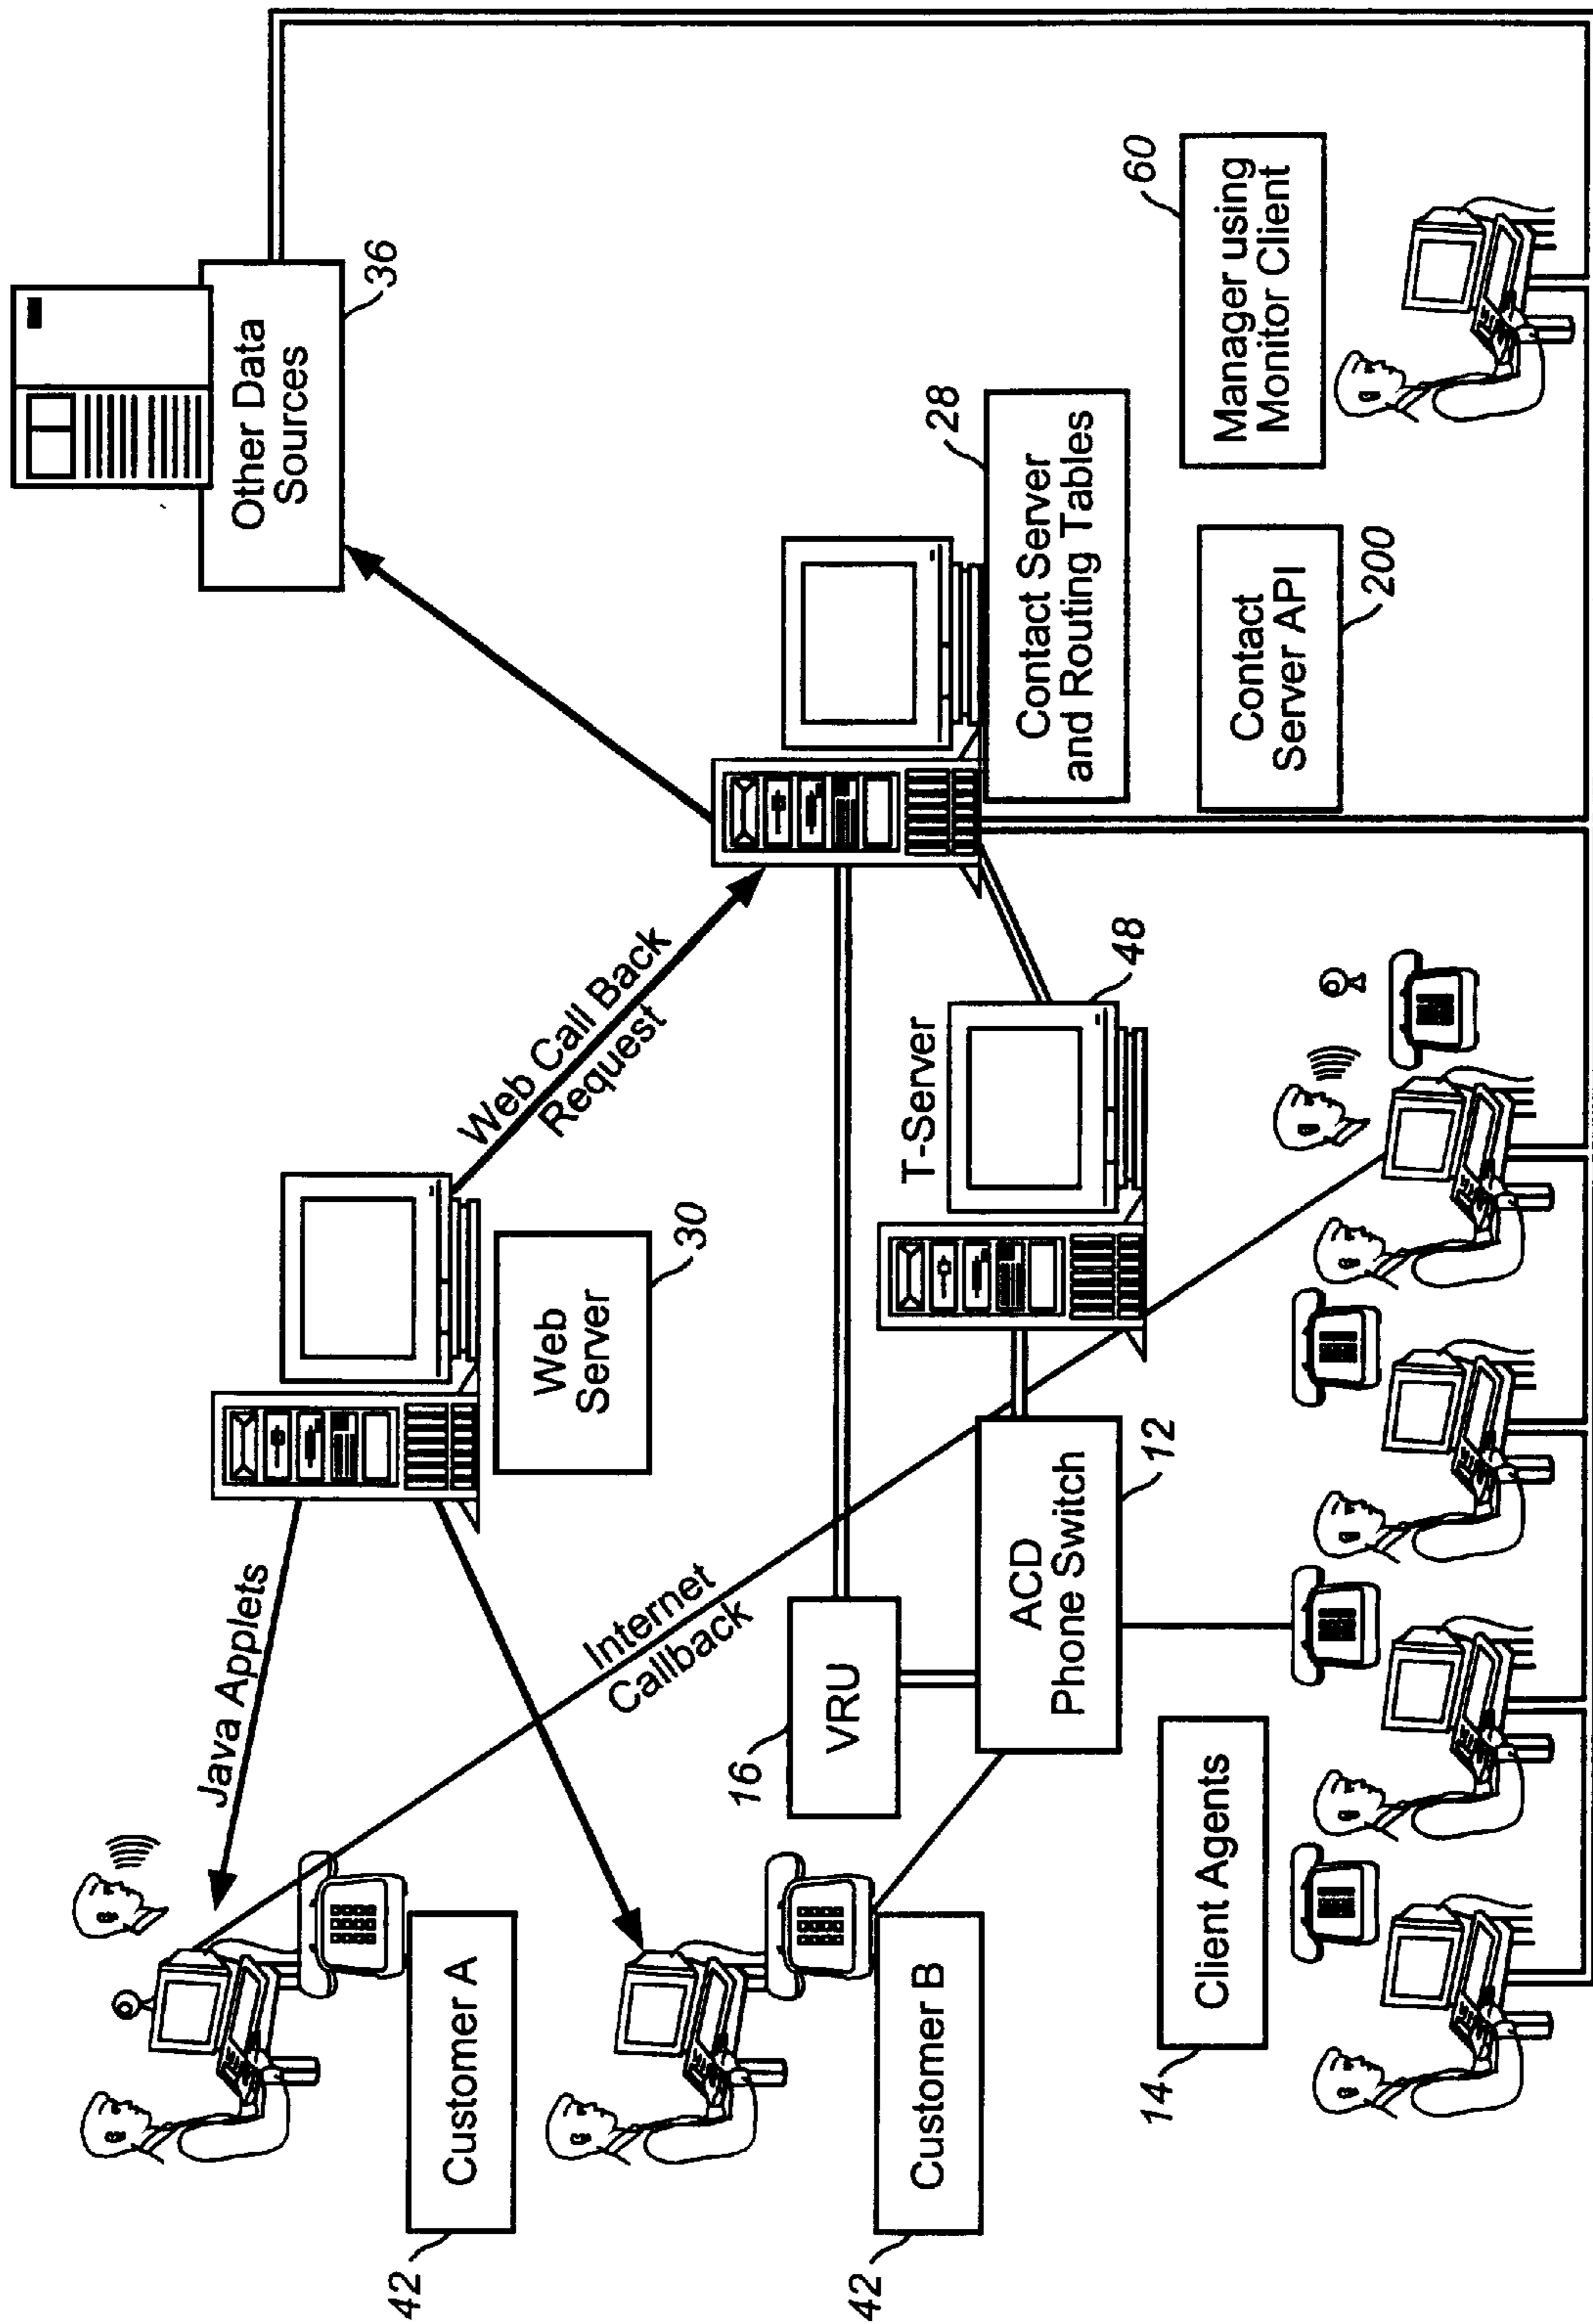 Other Data
Sources
36
Web Call Back
Request
Java Applets
Web
Server
30
Customer A
42
Internet
Callback
Customer B
42
16
VRU
T-Server
48
Contact Server
and Routing Tables
28
Manager using
Monitor Client
60
Contact
Server API
200
ACD
Phone Switch
12
Client Agents
14